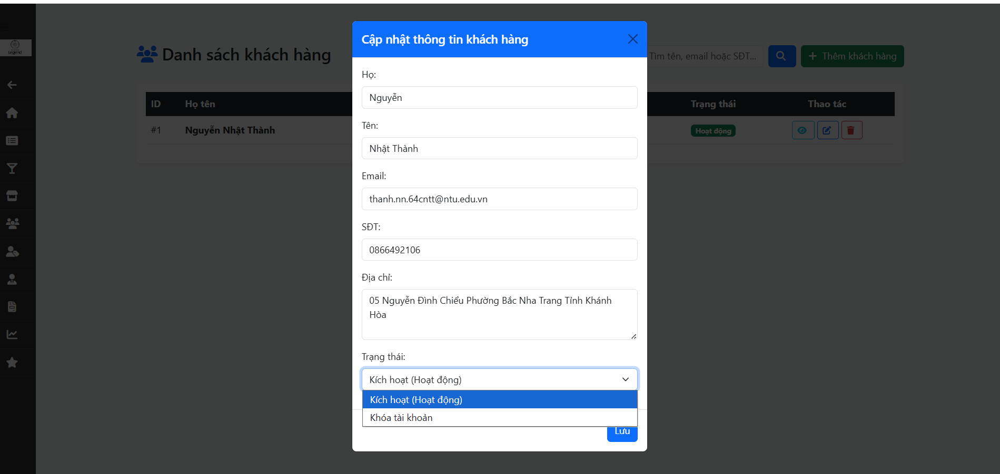 Cập nhật thông tin khách hàng
Legend
Danh sách khách hàng
Tìm tên, email hoặc SĐT...
Thêm khách hàng
ID
Họ tên
Trạng thái
Thao tác
#1
Nguyễn Nhật Thành
Hoạt động
Họ:
Nguyễn
Tên:
Nhật Thành
Email:
thanh.nn.64cntt@ntu.edu.vn
SĐT:
0866492106
Địa chỉ:
05 Nguyễn Đình Chiểu Phường Bắc Nha Trang Tỉnh Khánh
Hòa
Trạng thái:
Kích hoạt (Hoạt động)
Kích hoạt (Hoạt động)
Khóa tài khoản
Lưu